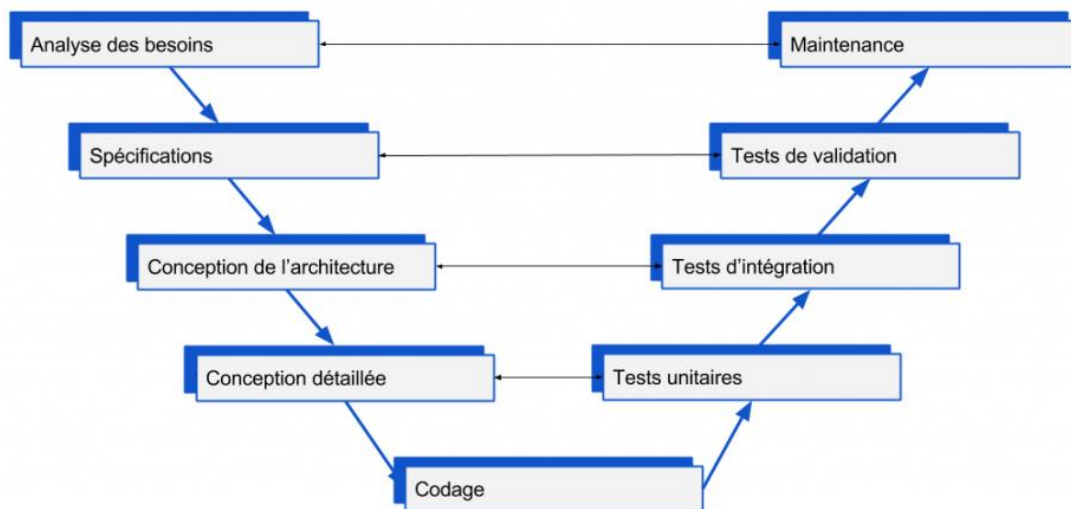 Analyse des besoins
Maintenance
Spécifications
Tests de validation
Conception de l'architecture
Tests d'intégration
Conception détaillée
Tests unitaires
Codage